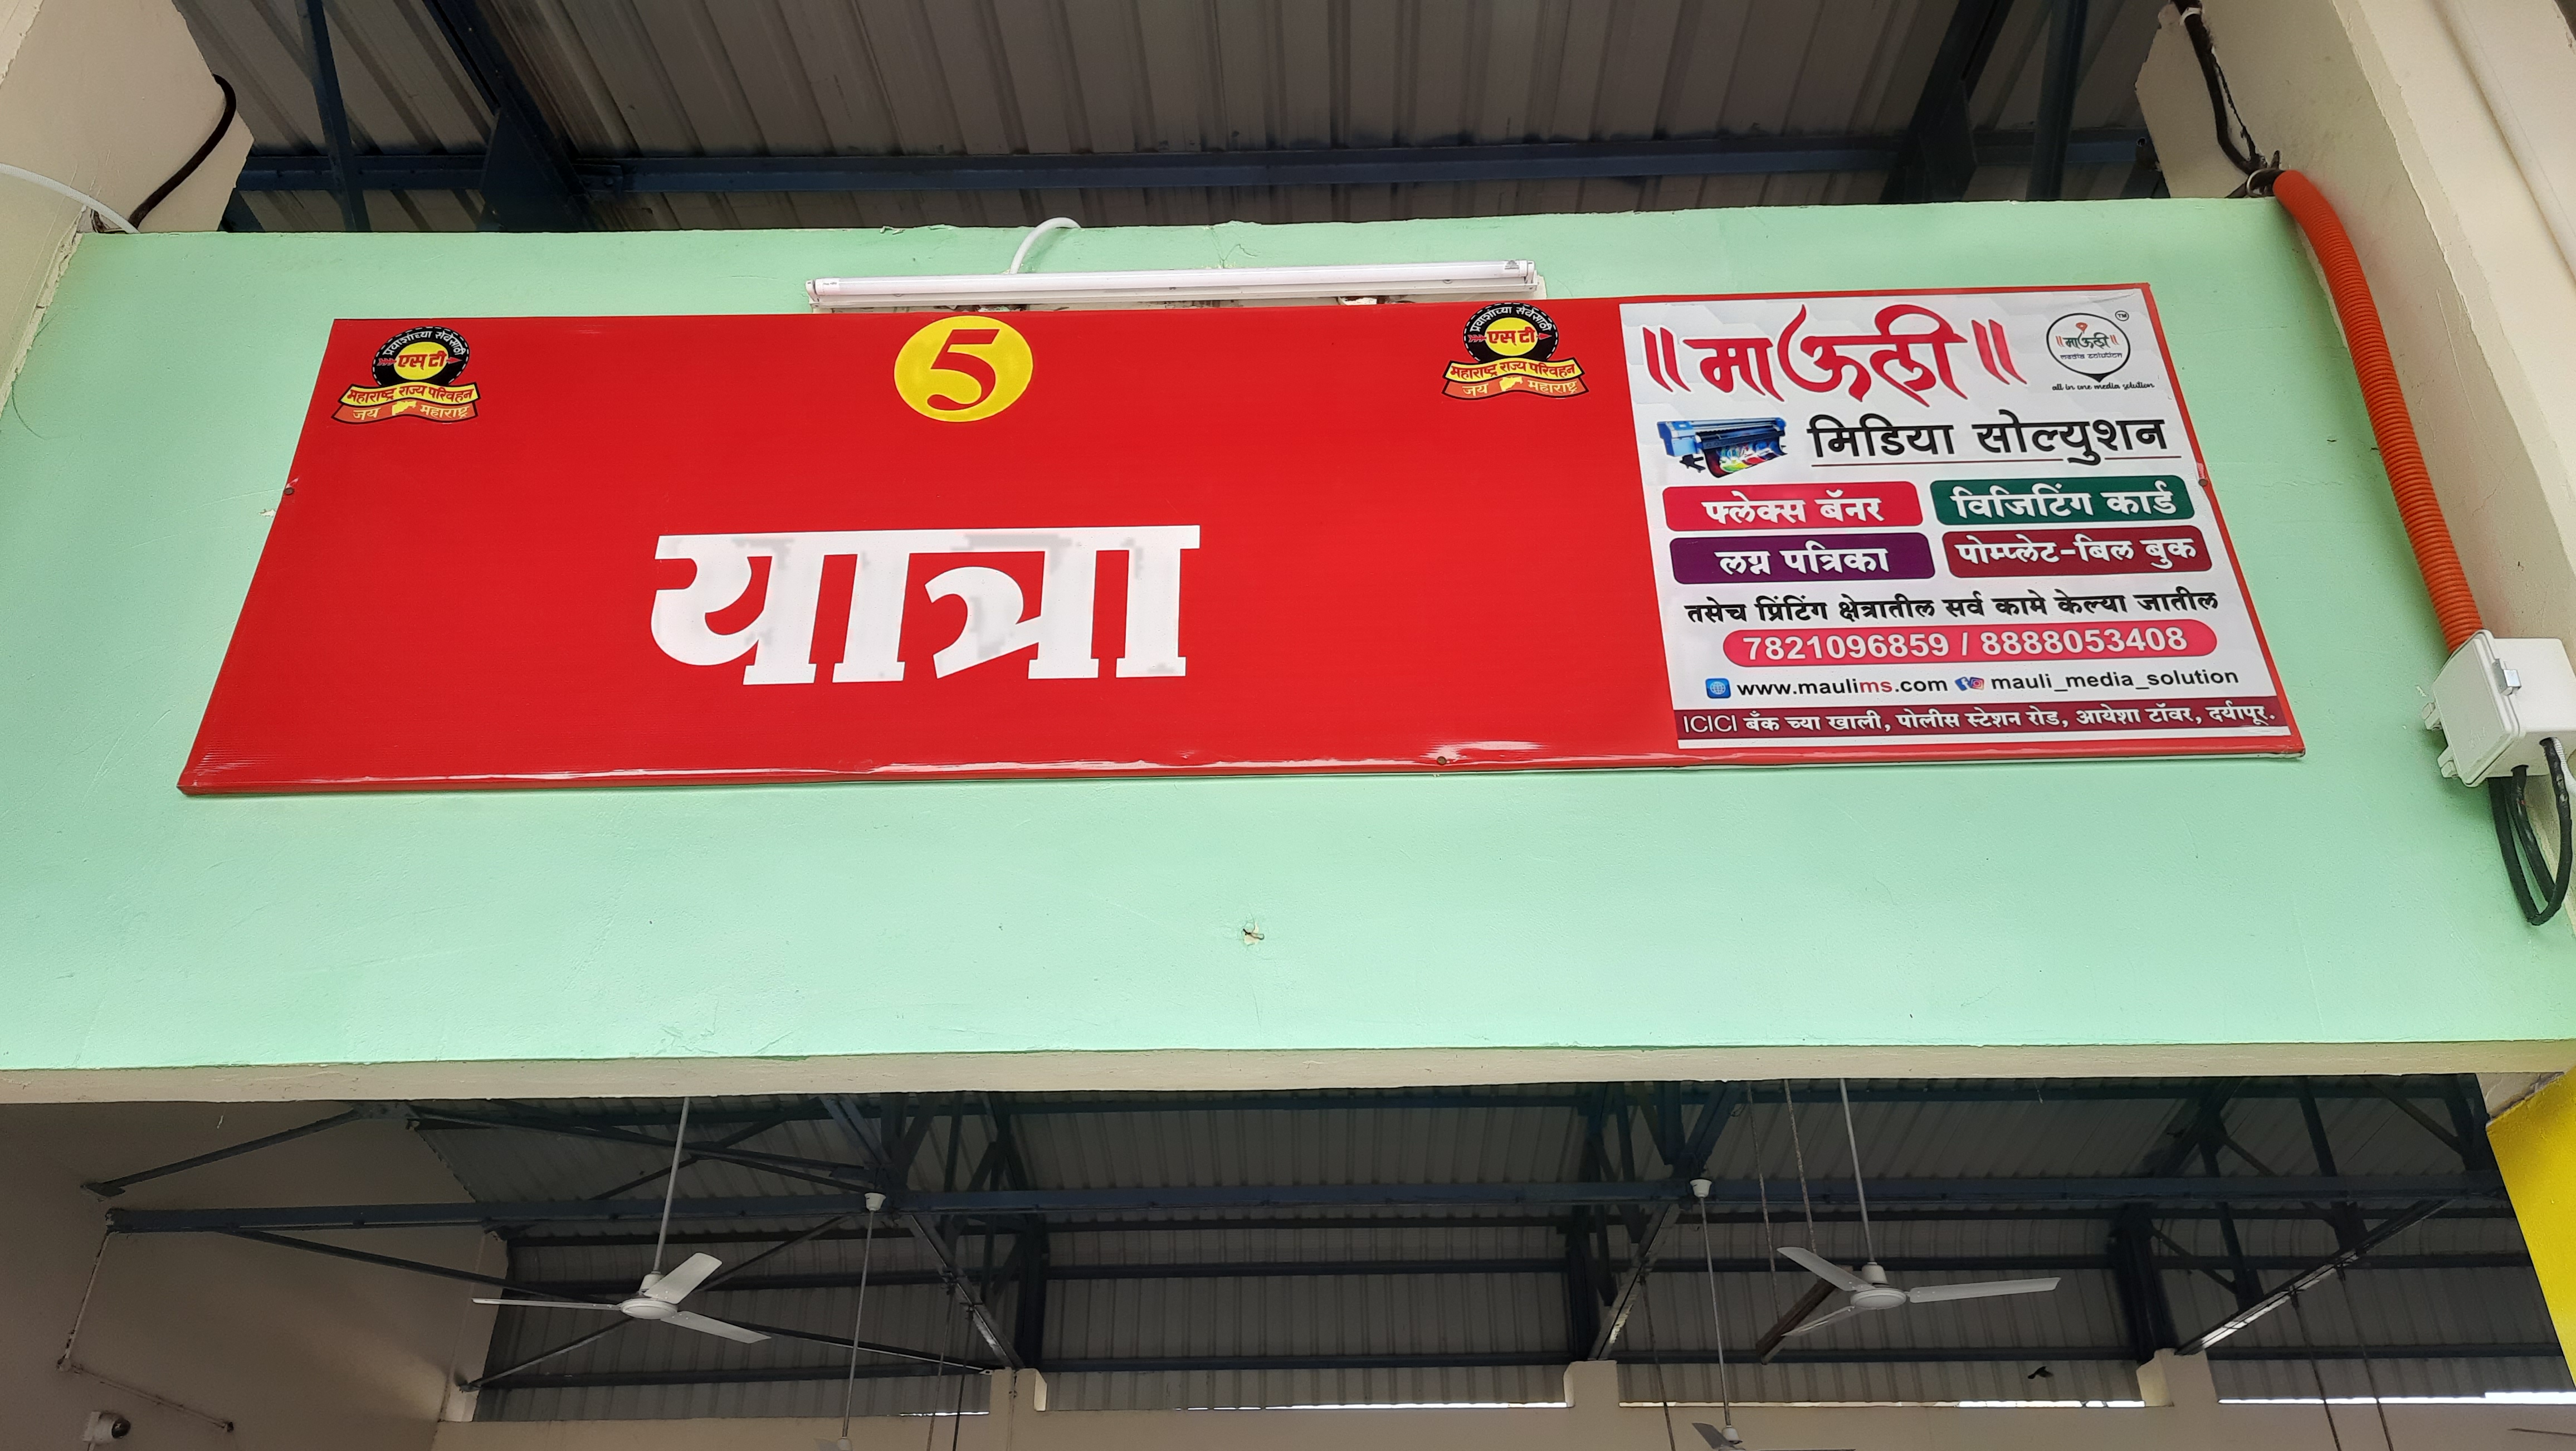 प्रवाशांच्या सेवेसाठी
एस टी
महाराष्ट्र राज्य परिवहन
जय महाराष्ट्र
5
यात्रा
प्रवाशांच्या सेवेसाठी
एस टी
महाराष्ट्र राज्य परिवहन
जय महाराष्ट्र
॥ माऊली ॥
TM
॥माऊली॥
all in one media solution
मिडिया सोल्युशन
फ्लेक्स बॅनर
विजिटिंग कार्ड
लग्न पत्रिका
पोम्प्लेट-बिल बुक
तसेच प्रिंटिंग क्षेत्रातील सर्व कामे केल्या जातील
7821096859 / 8888053408
www.maulims.com mauli_media_solution
ICICI बँक च्या खाली, पोलीस स्टेशन रोड, आयेशा टॉवर, दर्यापूर.